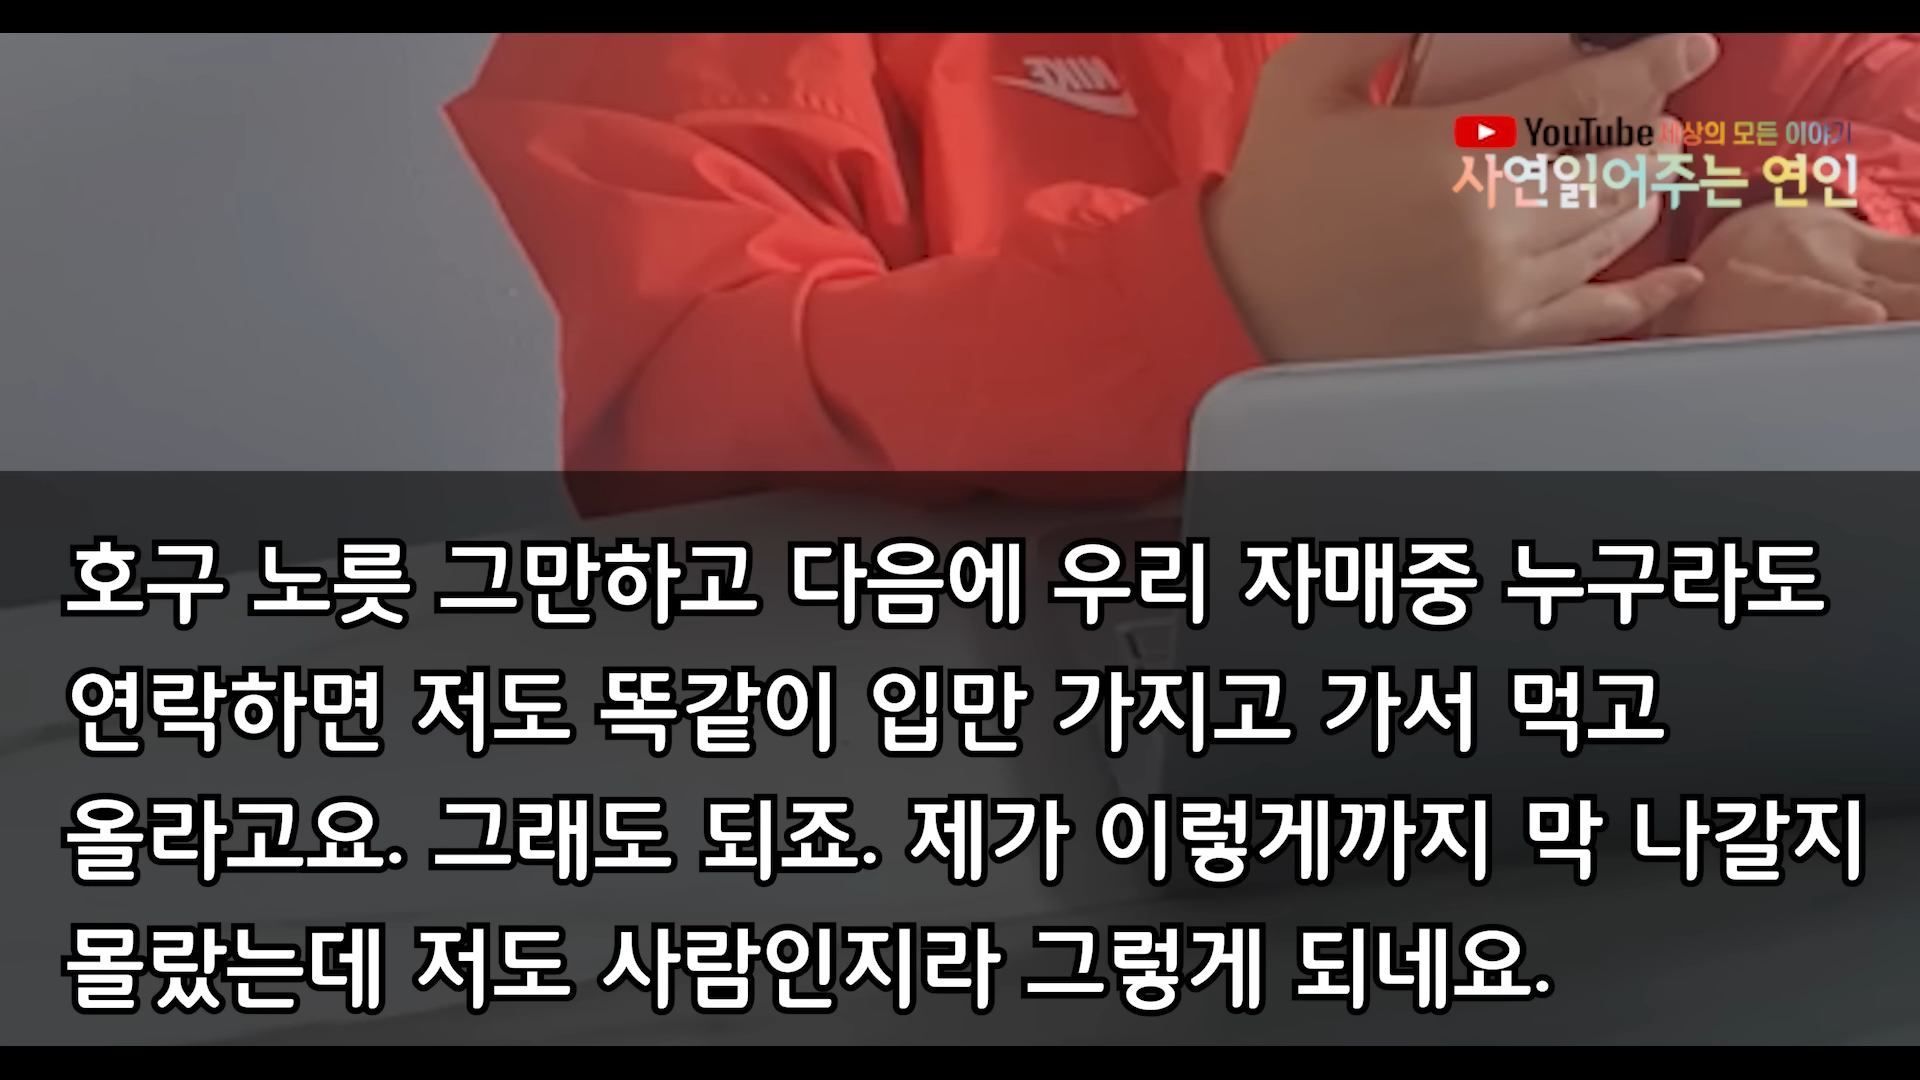 NIKE
YouTube 세상의 모든 이야기
사연읽어주는 연인
호구 노릇 그만하고 다음에 우리 자매중 누구라도
연락하면 저도 똑같이 입만 가지고 가서 먹고
올라고요. 그래도 되죠. 제가 이렇게까지 막 나갈지
몰랐는데 저도 사람인지라 그렇게 되네요.